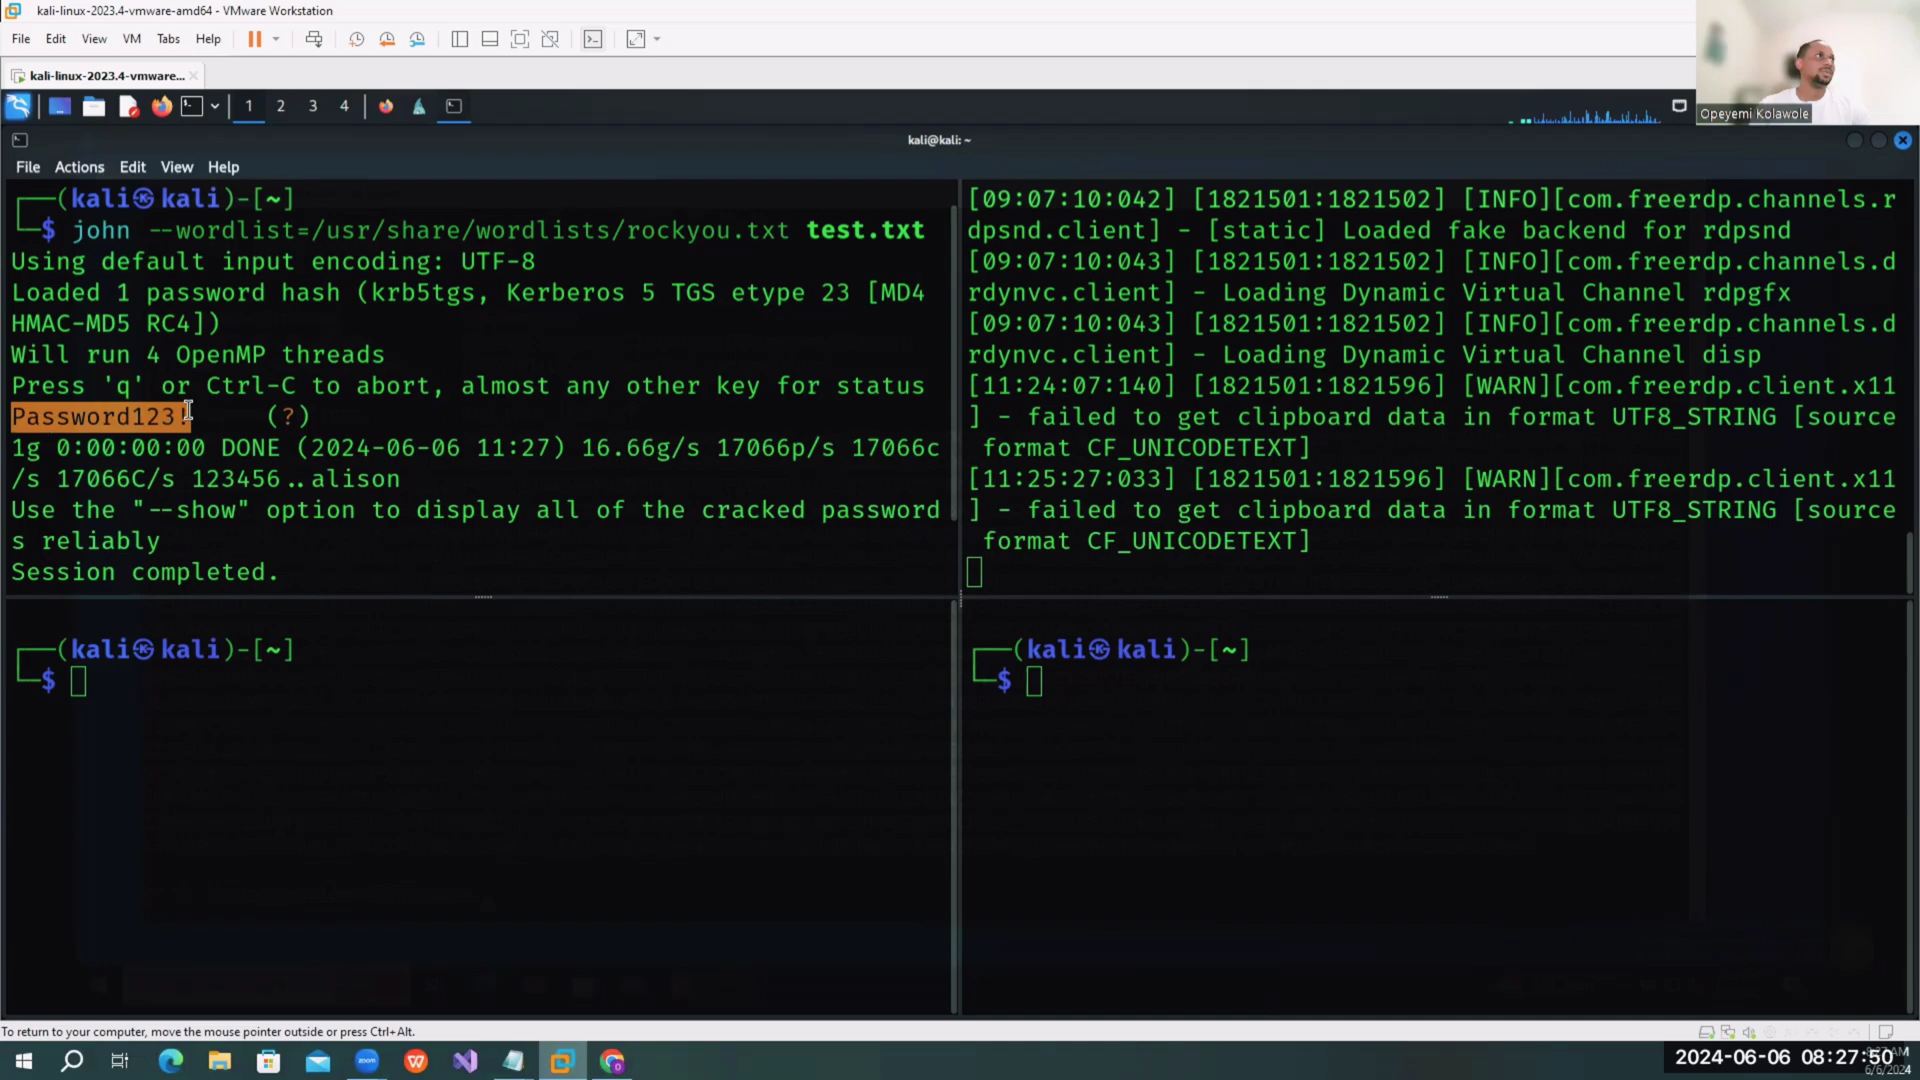 kali-linux-2023.4-vmware-amd64 - VMware Workstation
File Edit View VM Tabs Help
kali-linux-2023.4-vmware...
1 2 3 4
Opeyemi Kolawole
kali@kali: ~
File Actions Edit View Help
(kali㉿kali)-[~]
$ john --wordlist=/usr/share/wordlists/rockyou.txt test.txt
Using default input encoding: UTF-8
Loaded 1 password hash (krb5tgs, Kerberos 5 TGS etype 23 [MD4
HMAC-MD5 RC4])
Will run 4 OpenMP threads
Press 'q' or Ctrl-C to abort, almost any other key for status
Password123! (?)
1g 0:00:00:00 DONE (2024-06-06 11:27) 16.66g/s 17066p/s 17066c
/s 17066C/s 123456..alison
Use the "--show" option to display all of the cracked password
s reliably
Session completed.
[09:07:10:042] [1821501:1821502] [INFO][com.freerdp.channels.r
dpsnd.client] - [static] Loaded fake backend for rdpsnd
[09:07:10:043] [1821501:1821502] [INFO][com.freerdp.channels.d
rdynvc.client] - Loading Dynamic Virtual Channel rdpgfx
[09:07:10:043] [1821501:1821502] [INFO][com.freerdp.channels.d
rdynvc.client] - Loading Dynamic Virtual Channel disp
[11:24:07:140] [1821501:1821596] [WARN][com.freerdp.client.x11
] - failed to get clipboard data in format UTF8_STRING [source
format CF_UNICODETEXT]
[11:25:27:033] [1821501:1821596] [WARN][com.freerdp.client.x11
] - failed to get clipboard data in format UTF8_STRING [source
format CF_UNICODETEXT]
(kali㉿kali)-[~]
$
(kali㉿kali)-[~]
$
To return to your computer, move the mouse pointer outside or press Ctrl+Alt.
zoom
2024-06-06 08:27:50
6/6/2024